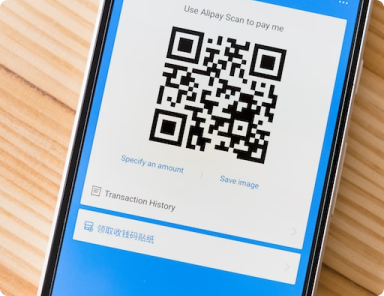 Use Alipay Scan to pay me
Specify an amount
Save image
Transaction History
领取收钱码贴纸